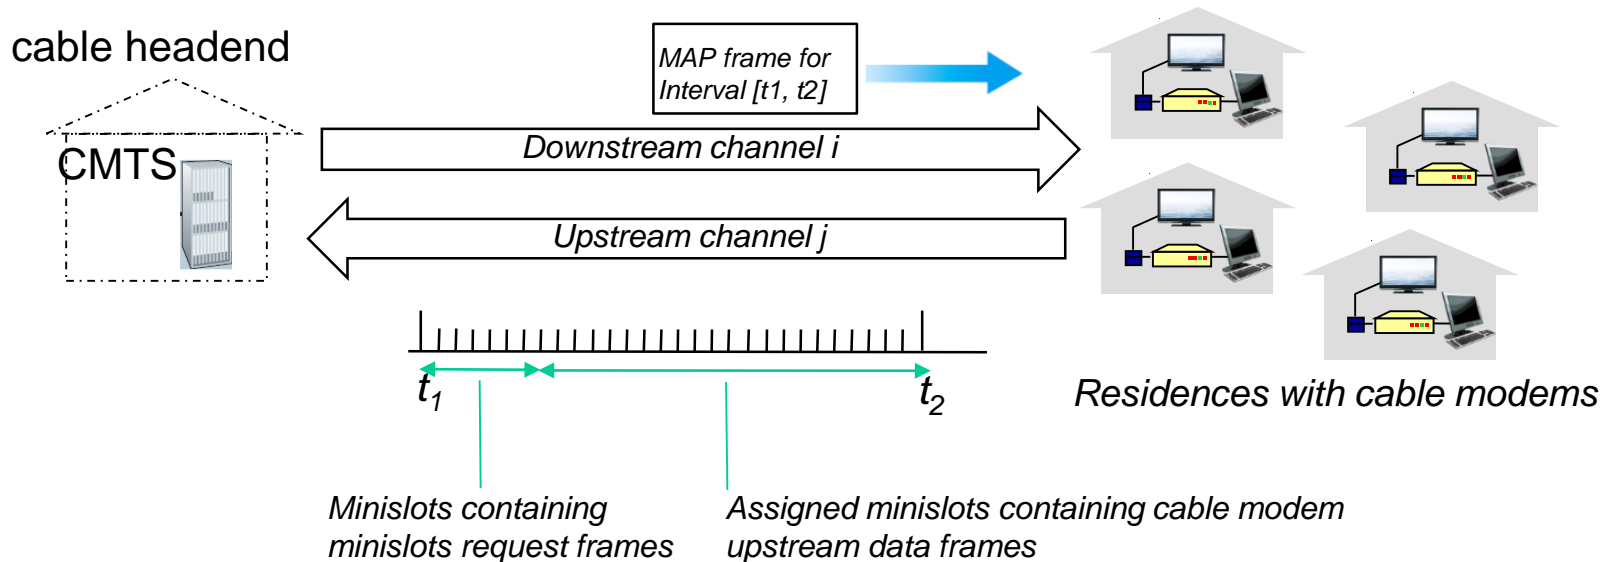 cable headend
MAP frame for
Interval [t1, t2]
CMTS
Downstream channel i
Upstream channel j
t1
t2
Residences with cable modems
Minislots containing
minislots request frames
Assigned minislots containing cable modem
upstream data frames